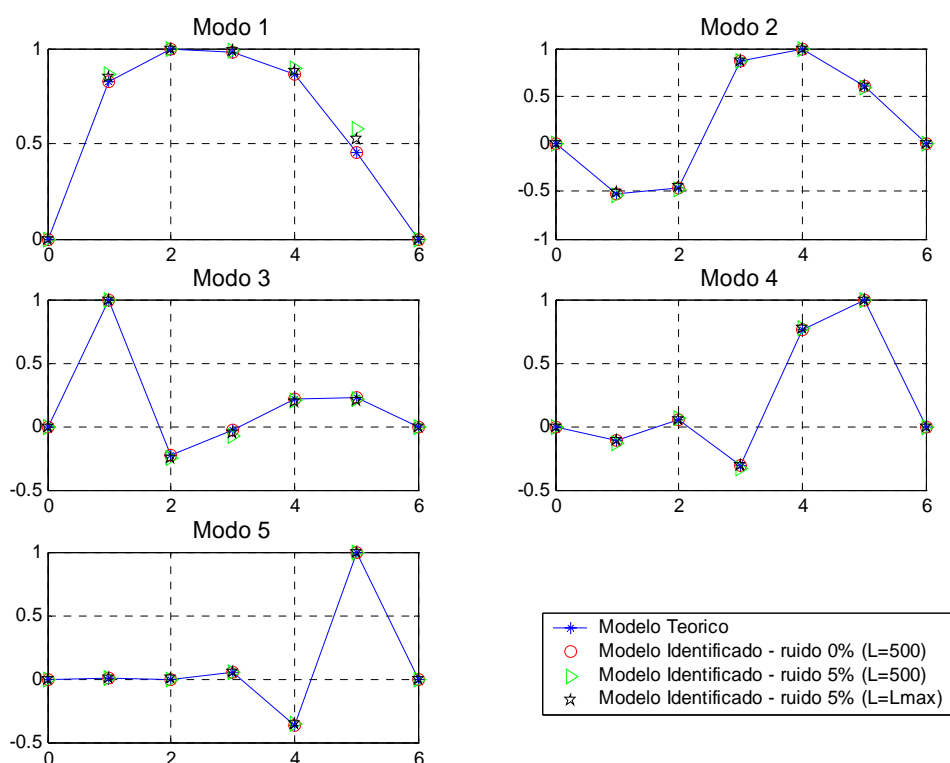 Modo 1
1
0.5
0
0 2 4 6
Modo 2
1
0.5
0
-0.5
-1
0 2 4 6
Modo 3
1
0.5
0
-0.5
0 2 4 6
Modo 4
1
0.5
0
-0.5
0 2 4 6
Modo 5
1
0.5
0
-0.5
0 2 4 6
Modelo Teorico
Modelo Identificado - ruido 0% (L=500)
Modelo Identificado - ruido 5% (L=500)
Modelo Identificado - ruido 5% (L=Lmax)